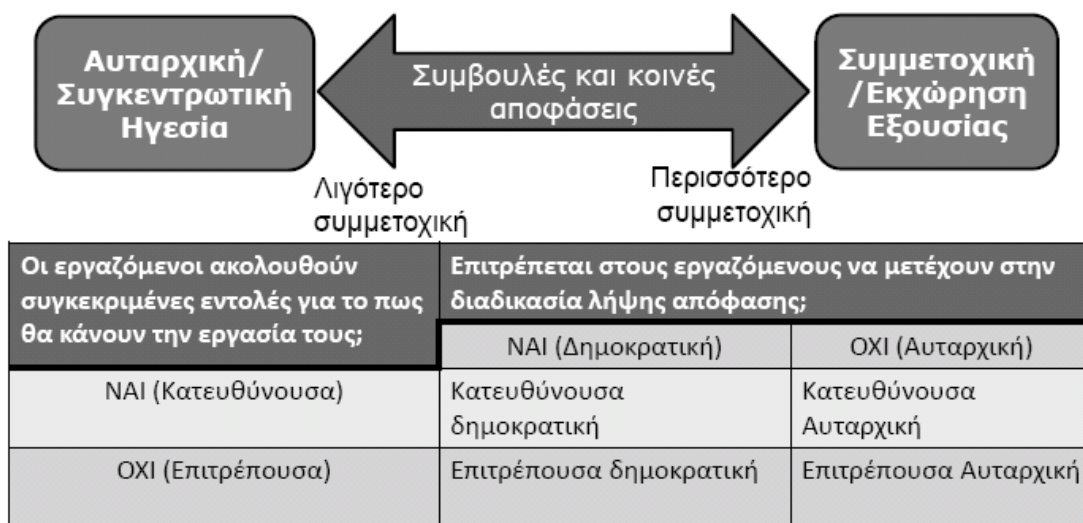 Αυταρχική/
Συγκεντρωτική
Ηγεσία
Συμβουλές και κοινές
αποφάσεις
Συμμετοχική
/Εκχώρηση
Εξουσίας
Λιγότερο
συμμετοχική
Περισσότερο
συμμετοχική
Οι εργαζόμενοι ακολουθούν
συγκεκριμένες εντολές για το πως
θα κάνουν την εργασία τους;
Επιτρέπεται στους εργαζόμενους να μετέχουν στην
διαδικασία λήψης απόφασης;
ΝΑΙ (Δημοκρατική)
ΟΧΙ (Αυταρχική)
ΝΑΙ (Κατευθύνουσα)
Κατευθύνουσα
δημοκρατική
Κατευθύνουσα
Αυταρχική
ΟΧΙ (Επιτρέπουσα)
Επιτρέπουσα δημοκρατική
Επιτρέπουσα Αυταρχική